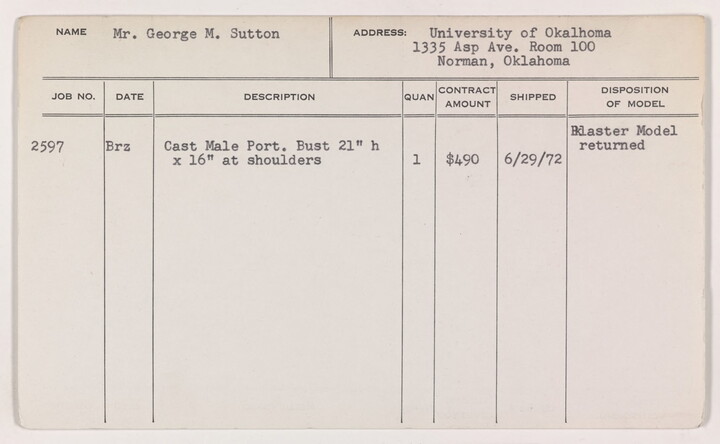 NAME Mr. George M. Sutton
ADDRESS: University of Okalhoma
1335 Asp Ave. Room 100
Norman, Oklahoma
JOB NO. DATE DESCRIPTION QUAN CONTRACT AMOUNT SHIPPED DISPOSITION OF MODEL
2597 Brz Cast Male Port. Bust 21" h
x 16" at shoulders 1 $490 6/29/72
Plaster Model
returned